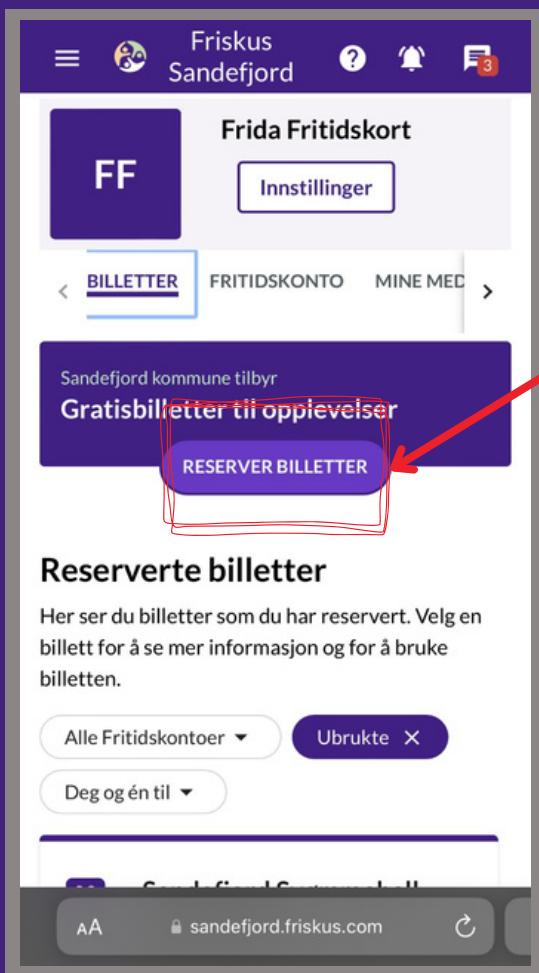 Friskus
Sandefjord
3
FF
Frida Fritidskort
Innstillinger
BILLETTER FRITIDSKONTO MINE MED
Sandefjord kommune tilbyr
Gratisbilletter til opplevelser
RESERVER BILLETTER
Reserverte billetter
Her ser du billetter som du har reservert. Velg en
billett for å se mer informasjon og for å bruke
billetten.
Alle Fritidskontoer
Ubrukte
Deg og én til
AA sandefjord.friskus.com